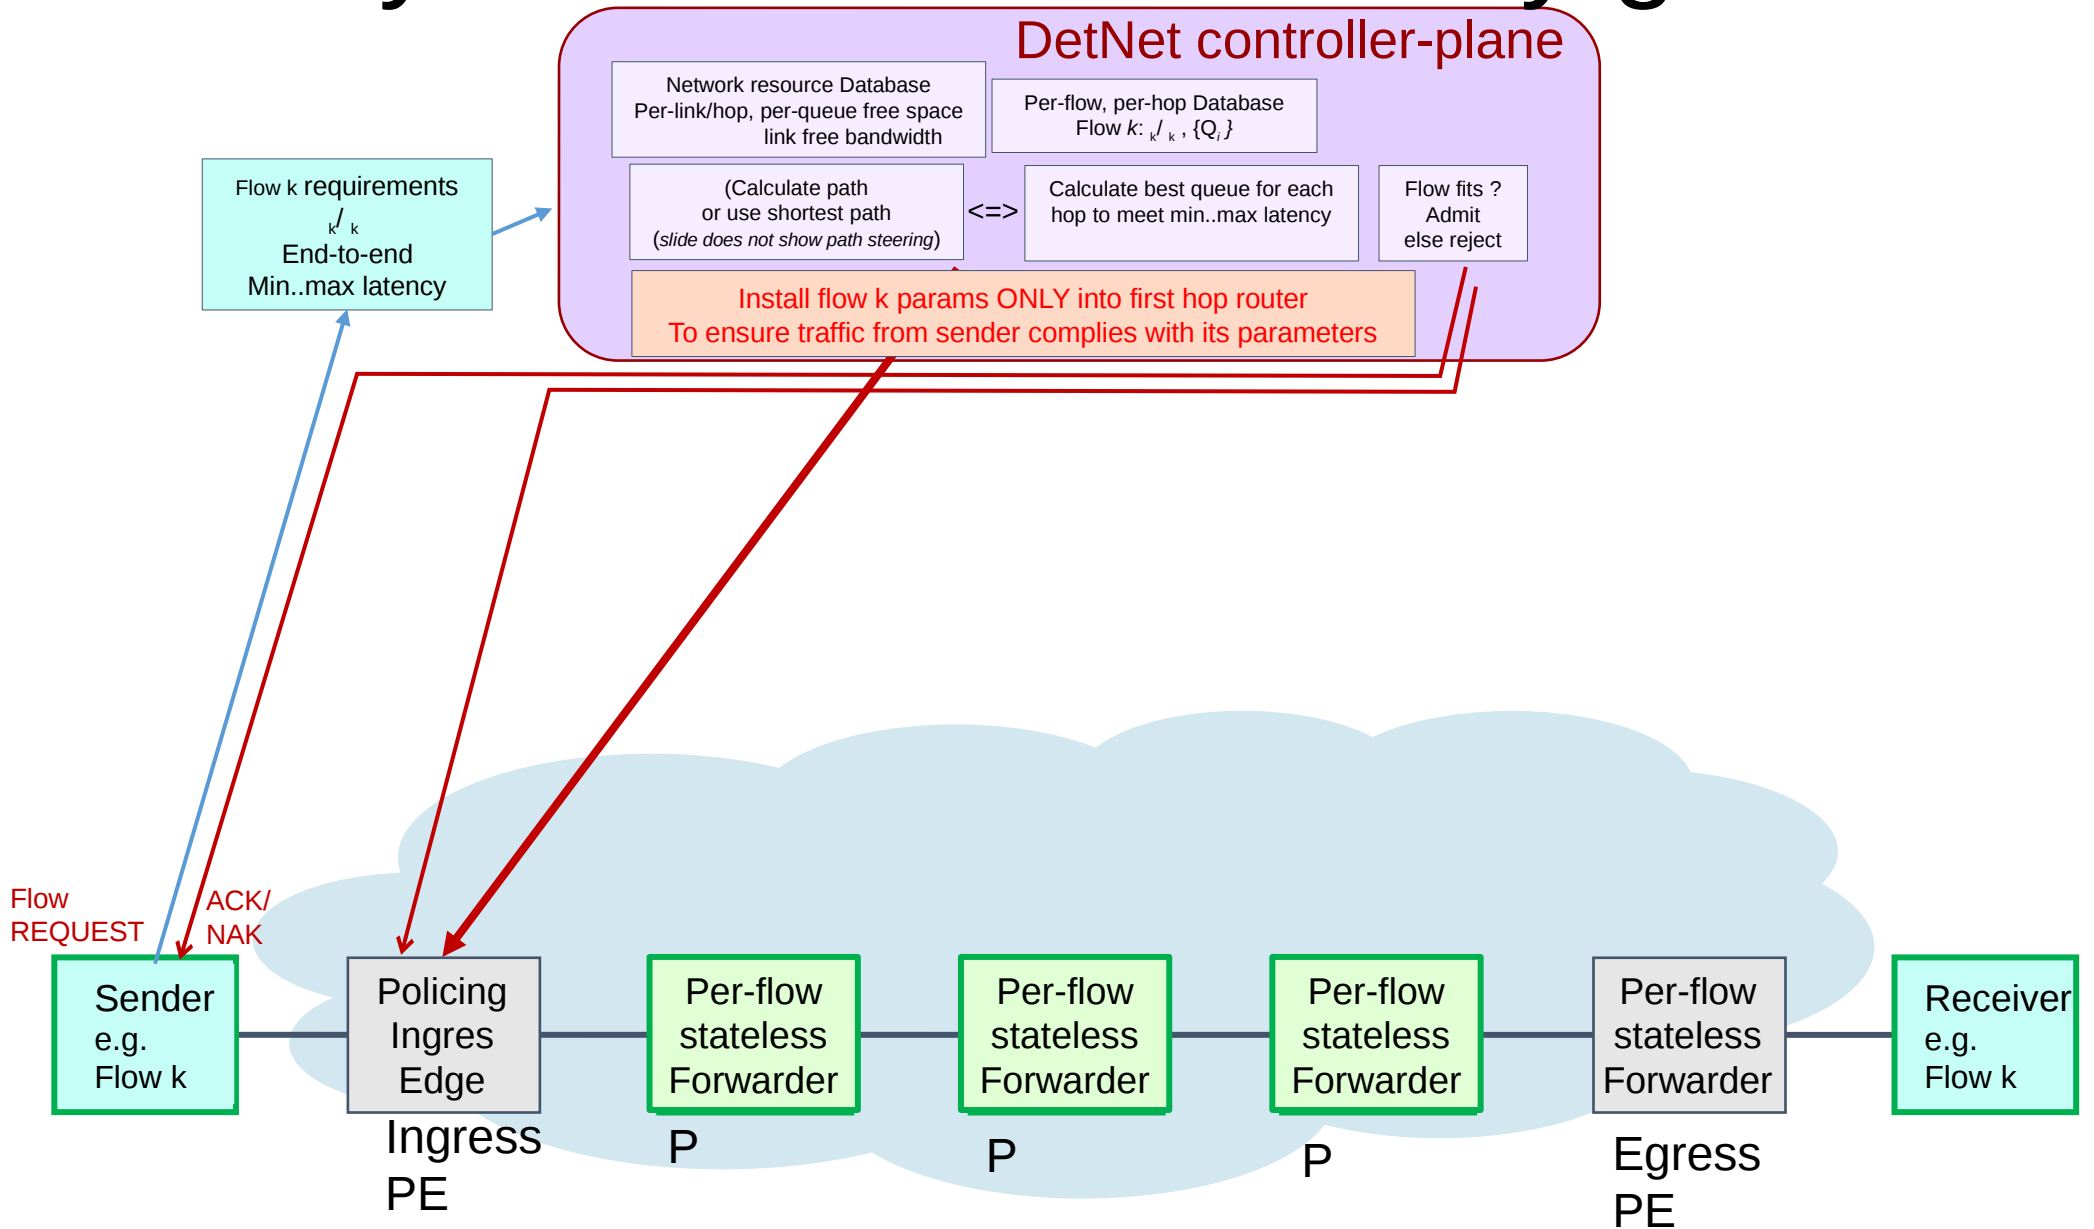 DetNet controller-plane
Network resource Database
Per-link/hop, per-queue free space
link free bandwidth
Per-flow, per-hop Database
Flow k: k/ k , {Qi }
Flow k requirements
k/ k
End-to-end
Min..max latency
(Calculate path
or use shortest path
(slide does not show path steering)
<=>
Calculate best queue for each
hop to meet min..max latency
Flow fits ?
Admit
else reject
Install flow k params ONLY into first hop router
To ensure traffic from sender complies with its parameters
Flow
REQUEST
ACK/
NAK
Sender
e.g.
Flow k
Policing
Ingres
Edge
Per-flow
stateless
Forwarder
Per-flow
stateless
Forwarder
Per-flow
stateless
Forwarder
Per-flow
stateless
Forwarder
Receiver
e.g.
Flow k
Ingress
PE
P
P
P
Egress
PE